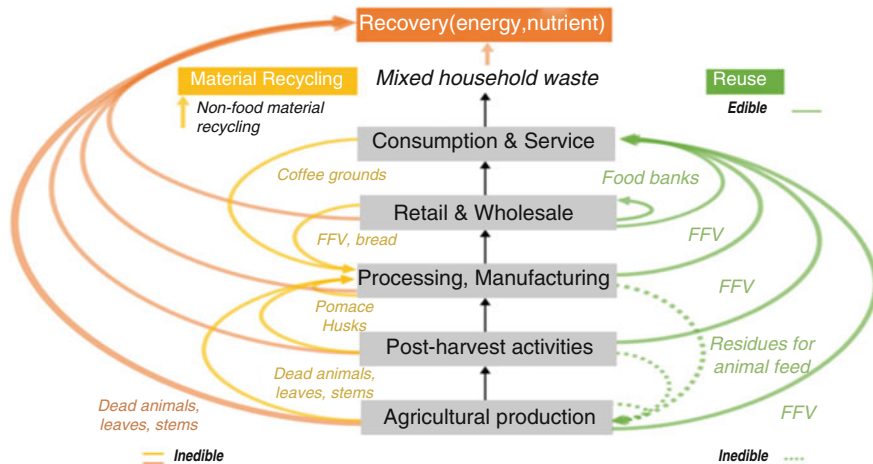 Recovery(energy,nutrient)
Material Recycling
Mixed household waste
Reuse
Non-food material
recycling
Edible
Consumption & Service
Coffee grounds
Food banks
Retail & Wholesale
FFV, bread
FFV
Processing, Manufacturing
FFV
Pomace
Husks
Post-harvest activities
Residues for
animal feed
Dead animals,
leaves, stems
Dead animals,
leaves, stems
Agricultural production
FFV
Inedible
Inedible